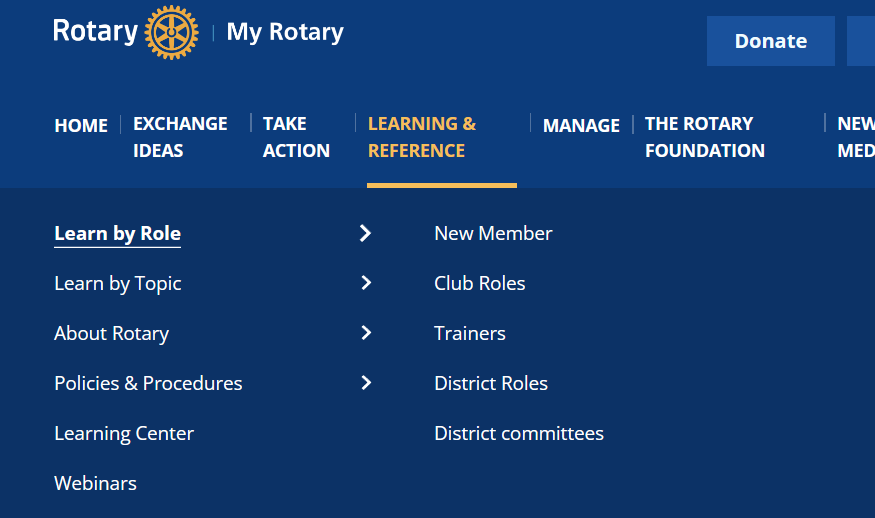 Rotary | My Rotary
Donate
HOME
EXCHANGE
IDEAS
TAKE
ACTION
LEARNING &
REFERENCE
MANAGE
THE ROTARY
FOUNDATION
NEW
MED
Learn by Role
New Member
Learn by Topic
Club Roles
About Rotary
Trainers
Policies & Procedures
District Roles
Learning Center
District committees
Webinars